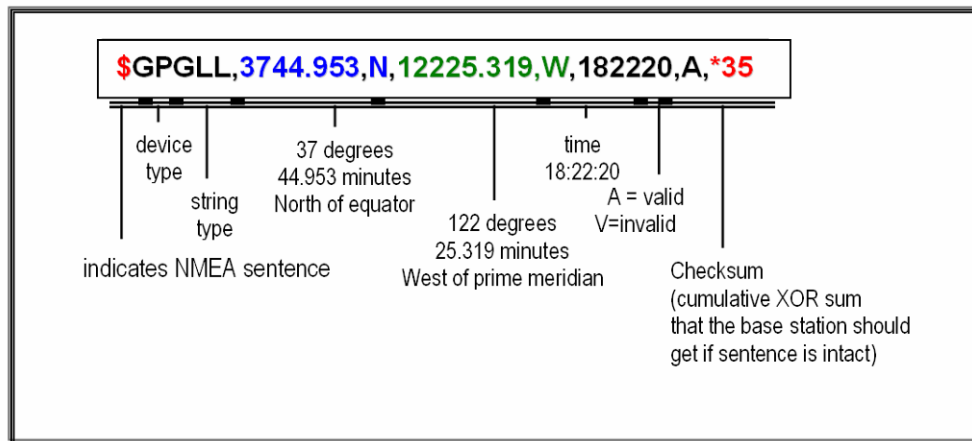 $GPGLL,3744.953,N,12225.319,W,182220,A,*35
device
type
string
type
indicates NMEA sentence
37 degrees
44.953 minutes
North of equator
122 degrees
25.319 minutes
West of prime meridian
time
18:22:20
A = valid
V=invalid
Checksum
(cumulative XOR sum
that the base station should
get if sentence is intact)